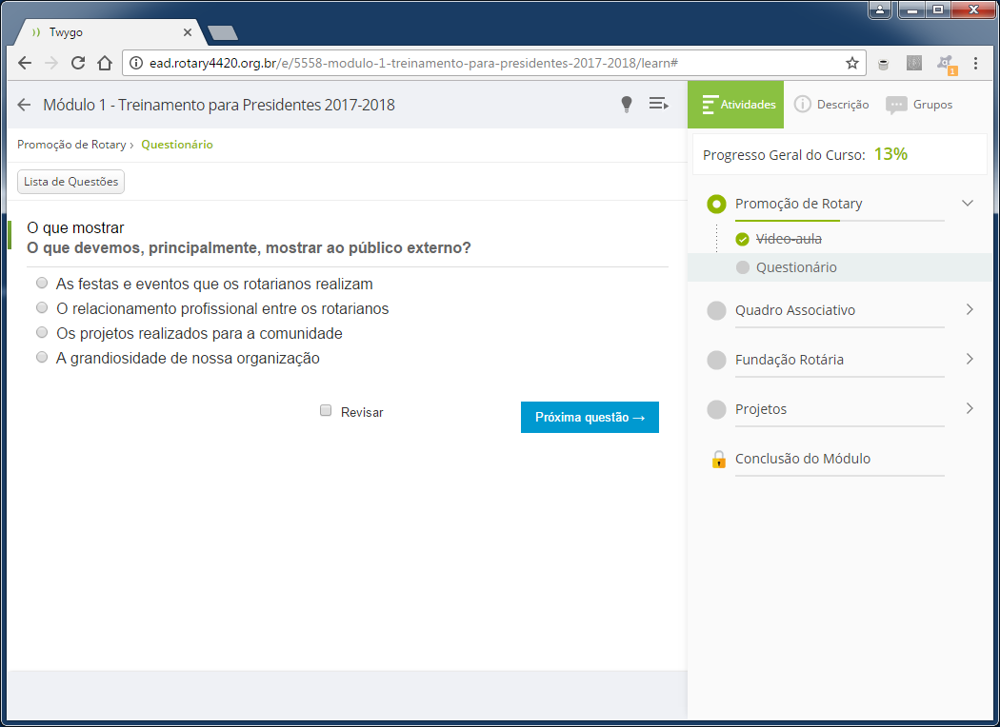 Twygo
ead.rotary4420.org.br/e/5558-modulo-1-treinamento-para-presidentes-2017-2018/learn#
1
Módulo 1 - Treinamento para Presidentes 2017-2018
Promoção de Rotary › Questionário
Lista de Questões
O que mostrar
O que devemos, principalmente, mostrar ao público externo?
As festas e eventos que os rotarianos realizam
O relacionamento profissional entre os rotarianos
Os projetos realizados para a comunidade
A grandiosidade de nossa organização
Revisar
Próxima questão →
Atividades
Descrição
Grupos
Progresso Geral do Curso: 13%
Promoção de Rotary
Video-aula
Questionário
Quadro Associativo
Fundação Rotária
Projetos
Conclusão do Módulo